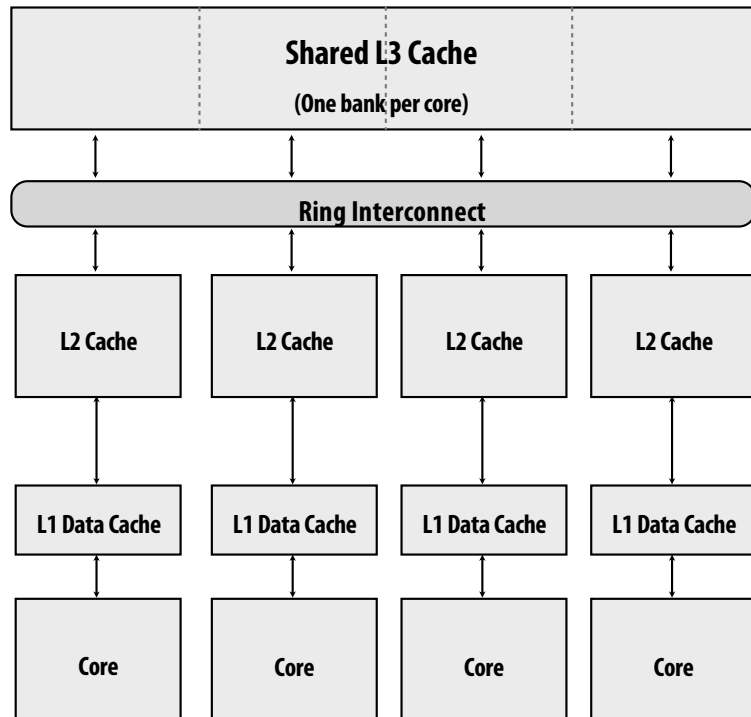 Shared L3 Cache
(One bank per core)
Ring Interconnect
L2 Cache
L2 Cache
L2 Cache
L2 Cache
L1 Data Cache
L1 Data Cache
L1 Data Cache
L1 Data Cache
Core
Core
Core
Core